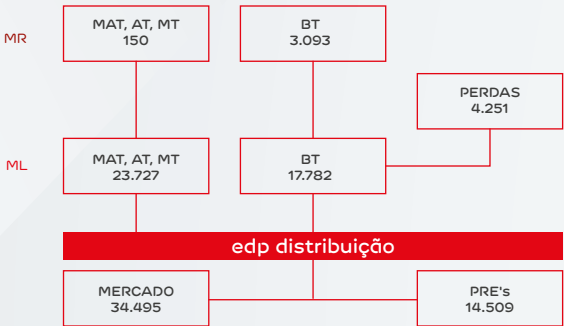 MR
MAT, AT, MT
150
BT
3.093
PERDAS
4.251
ML
MAT, AT, MT
23.727
BT
17.782
edp distribuição
MERCADO
34.495
PRE's
14.509